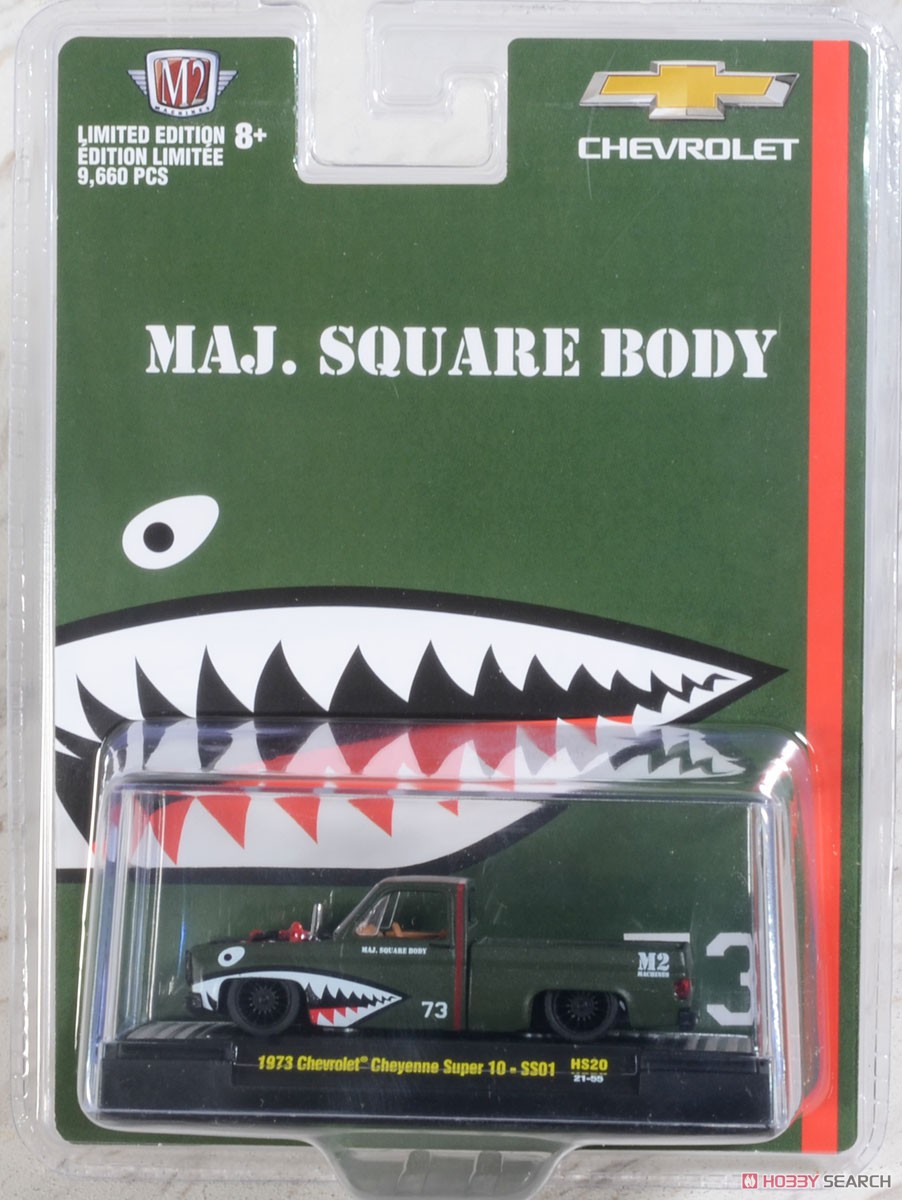 M2
MACHINES
LIMITED EDITION 8+
ÉDITION LIMITÉE
9,660 PCS
CHEVROLET
MAJ. SQUARE BODY
MAJ. SQUARE BODY
73
M2
MACHINES
3
1973 Chevrolet® Cheyenne Super 10 - SS01
HS20
21-55
HOBBY SEARCH